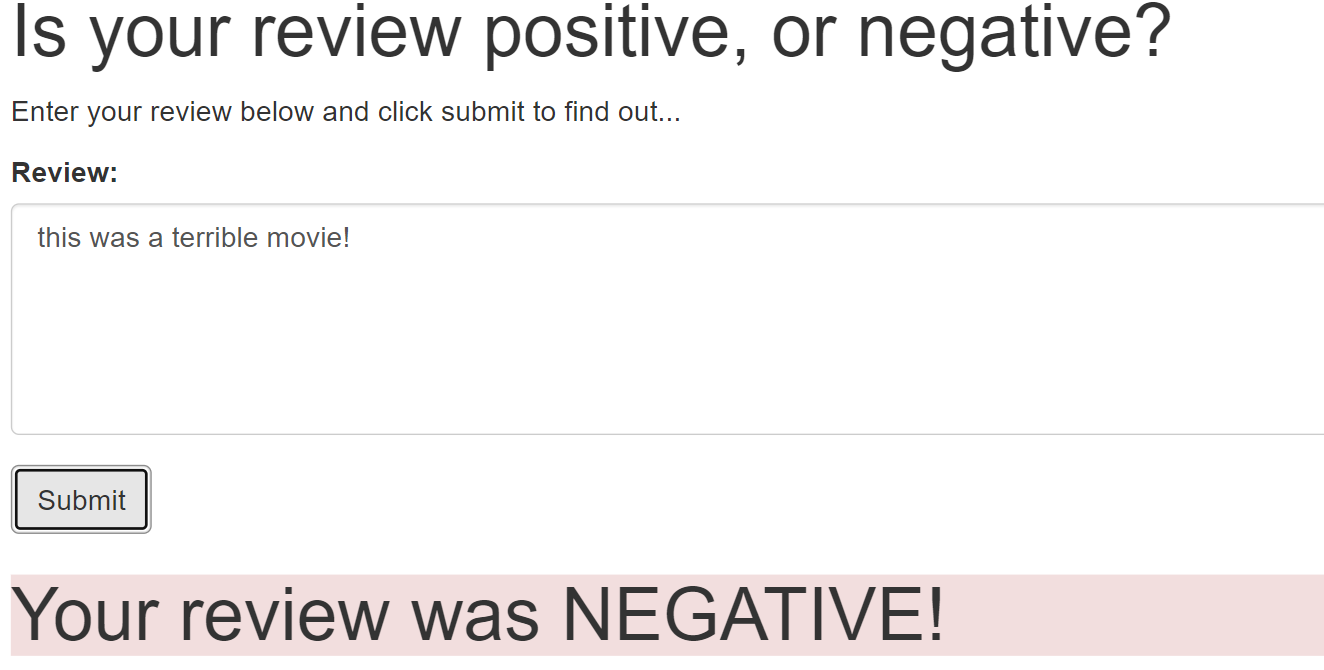 Is your review positive, or negative?
Enter your review below and click submit to find out...
Review:
this was a terrible movie!
Submit
Your review was NEGATIVE!